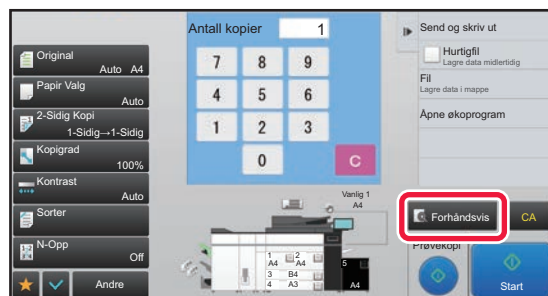 Antall kopier 1
Original
Auto A4
Papir Valg
Auto
2-Sidig Kopi
1-Sidig→1-Sidig
Kopigrad
100%
Kontrast
Auto
Sorter
N-Opp
Off
Andre
7 8 9
4 5 6
1 2 3
0 C
Vanlig 1
A4
1 A4 2 A4
3 B4
4 A3
5 A4
Send og skriv ut
Hurtigfil
Lagre data midlertidig
Fil
Lagre data i mappe
Åpne økoprogram
Forhåndsvis CA
Prøvekopi
Start